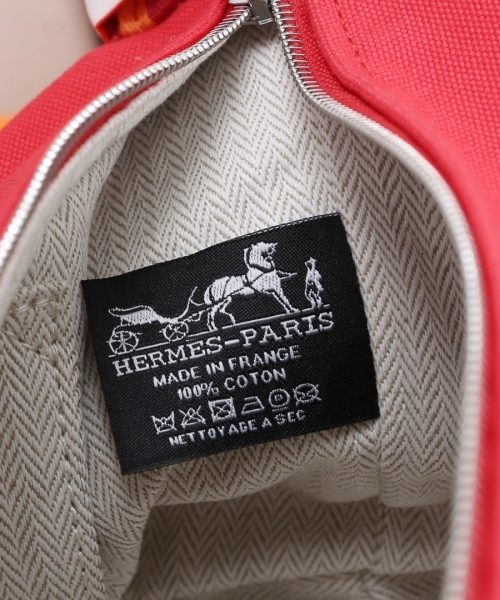 HERMES-PARIS
MADE IN FRANCE
100% COTON
NETTOYAGE A SEC